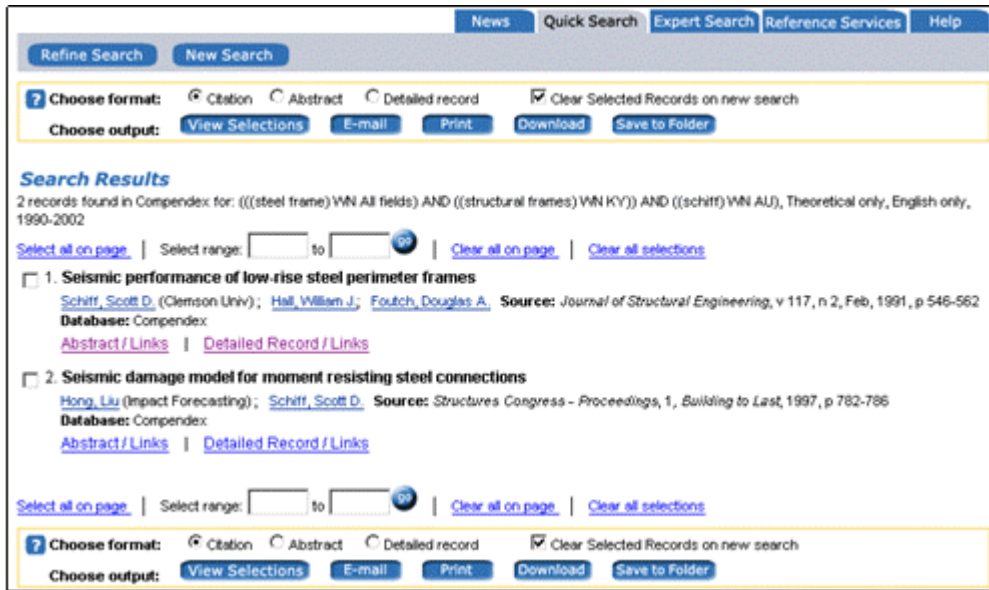 News Quick Search Expert Search Reference Services Help
Refine Search New Search
? Choose format: Citation Abstract Detailed record Clear Selected Records on new search
Choose output: View Selections E-mail Print Download Save to Folder
Search Results
2 records found in Compendex for: (((steel frame) WN All fields) AND ((structural frames) WN KY)) AND ((schiff) WN AU), Theoretical only, English only,
1990-2002
Select all on page | Select range: to go | Clear all on page | Clear all selections
1. Seismic performance of low-rise steel perimeter frames
Schiff, Scott D. (Clemson Univ) ; Hall, William J.; Foutch, Douglas A. Source: Journal of Structural Engineering, v 117, n 2, Feb, 1991, p 546-562
Database: Compendex
Abstract / Links | Detailed Record / Links
2. Seismic damage model for moment resisting steel connections
Hong, Liu (Impact Forecasting) ; Schiff, Scott D. Source: Structures Congress - Proceedings, 1, Building to Last, 1997, p 782-786
Database: Compendex
Abstract / Links | Detailed Record / Links
Select all on page | Select range: to go | Clear all on page | Clear all selections
? Choose format: Citation Abstract Detailed record Clear Selected Records on new search
Choose output: View Selections E-mail Print Download Save to Folder